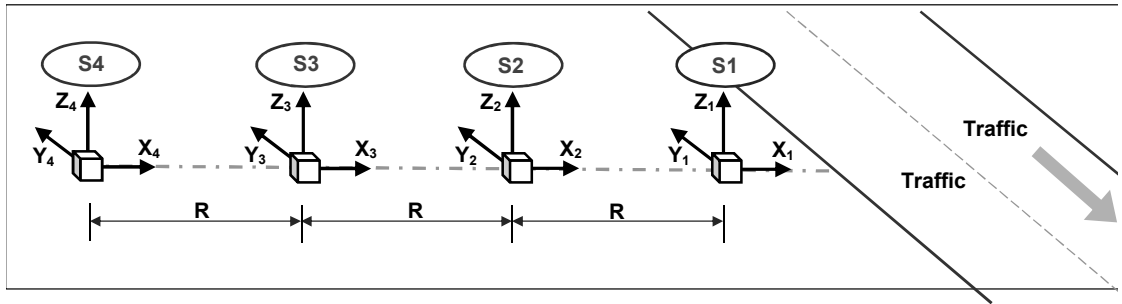 S4 S3 S2 S1
Z₄ Z₃ Z₂ Z₁
Traffic
Y₄ X₄ Y₃ X₃ Y₂ X₂ Y₁ X₁
Traffic
R R R